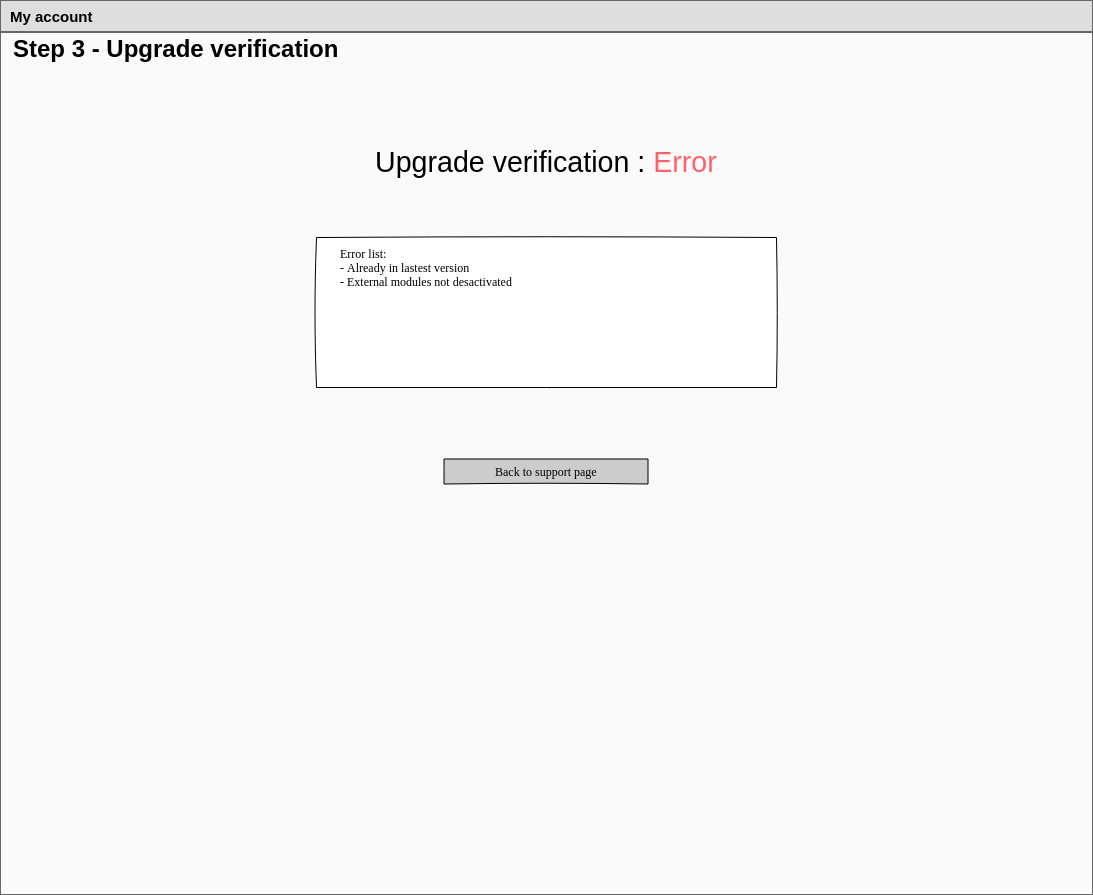 My account
Step 3 - Upgrade verification
Upgrade verification : Error
Error list:
- Already in lastest version
- External modules not desactivated
Back to support page